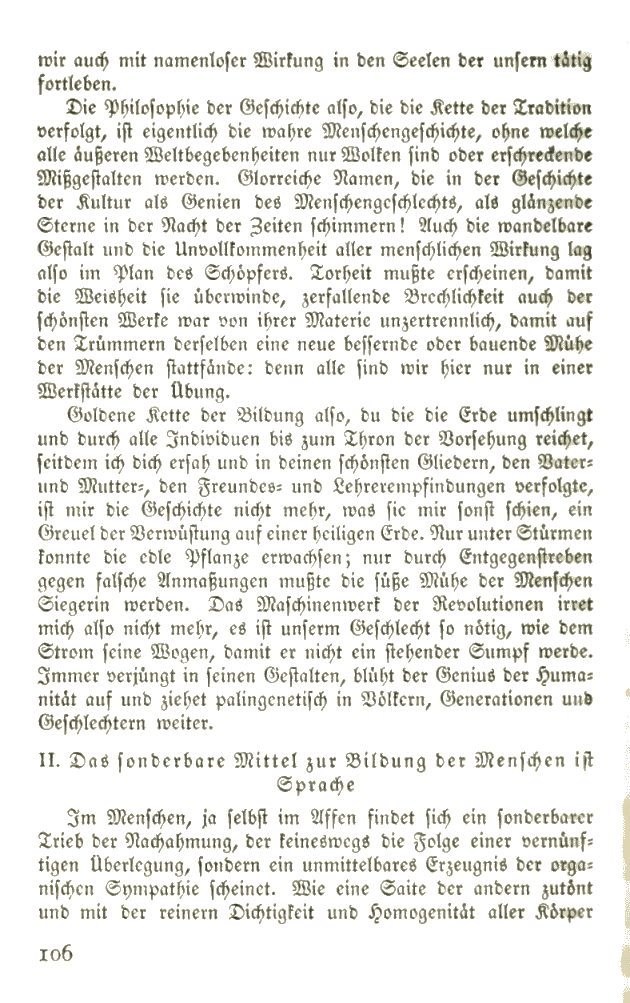 wir auch mit namenloser Wirkung in den Seelen der unsern tätig
fortleben.
Die Philosophie der Geschichte also, die die Kette der Tradition
verfolgt, ist eigentlich die wahre Menschengeschichte, ohne welche
alle äußeren Weltbegebenheiten nur Wolken sind oder erschreckende
Mißgestalten werden. Glorreiche Namen, die in der Geschichte
der Kultur als Genien des Menschengeschlechts, als glänzende
Sterne in der Nacht der Zeiten schimmern! Auch die wandelbare
Gestalt und die Unvollkommenheit aller menschlichen Wirkung lag
also im Plan des Schöpfers. Torheit mußte erscheinen, damit
die Weisheit sie überwinde, zerfallende Brechlichkeit auch der
schönsten Werke war von ihrer Materie unzertrennlich, damit auf
den Trümmern derselben eine neue bessernde oder bauende Mühe
der Menschen stattfände: denn alle sind wir hier nur in einer
Werkstätte der Übung.
Goldene Kette der Bildung also, du die die Erde umschlingt
und durch alle Individuen bis zum Thron der Vorsehung reichet,
seitdem ich dich ersah und in deinen schönsten Gliedern, den Vater-
und Mutter-, den Freundes- und Lehrerempfindungen verfolgte,
ist mir die Geschichte nicht mehr, was sie mir sonst schien, ein
Greuel der Verwüstung auf einer heiligen Erde. Nur unter Stürmen
konnte die edle Pflanze erwachsen; nur durch Entgegenstreben
gegen falsche Anmaßungen mußte die süße Mühe der Menschen
Siegerin werden. Das Maschinenwerk der Revolutionen irret
mich also nicht mehr, es ist unserm Geschlecht so nötig, wie dem
Strom seine Wogen, damit er nicht ein stehender Sumpf werde.
Immer verjüngt in seinen Gestalten, blüht der Genius der Huma-
nität auf und ziehet palingenetisch in Völkern, Generationen und
Geschlechtern weiter.
II. Das sonderbare Mittel zur Bildung der Menschen ist
Sprache
Im Menschen, ja selbst im Affen findet sich ein sonderbarer
Trieb der Nachahmung, der keineswegs die Folge einer vernünf-
tigen Überlegung, sondern ein unmittelbares Erzeugnis der orga-
nischen Sympathie scheinet. Wie eine Saite der andern zutönt
und mit der reinern Dichtigkeit und Homogenität aller Körper
106